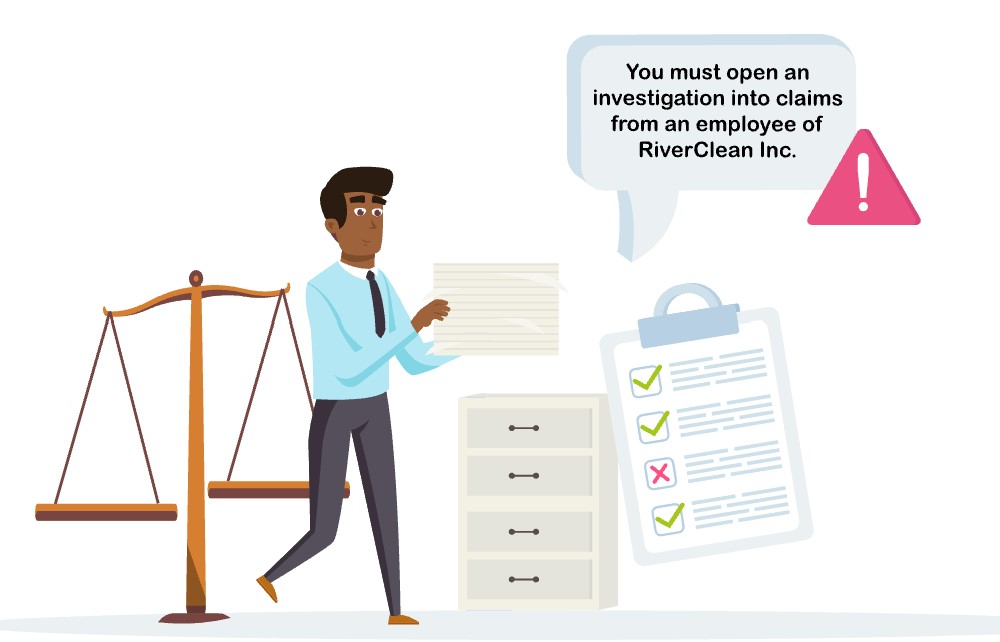 You must open an
investigation into claims
from an employee of
RiverClean Inc.